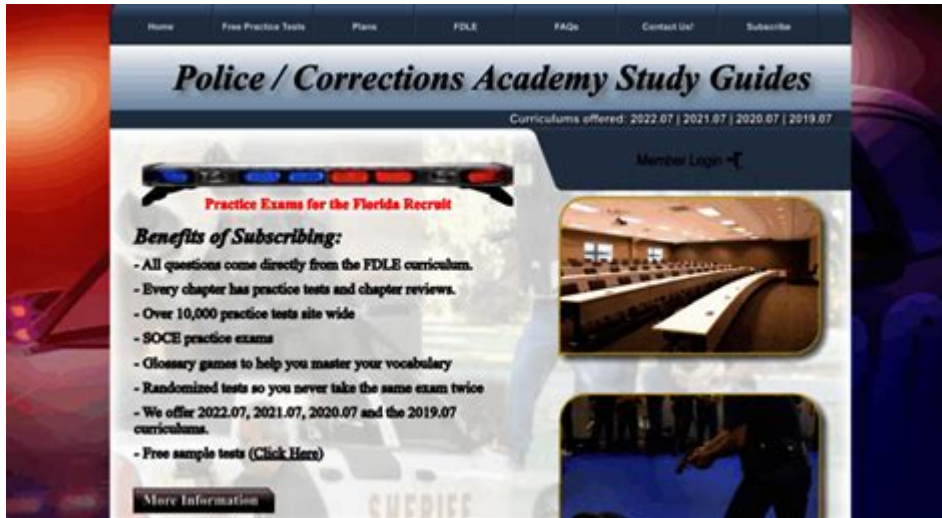 Home Free Practice Tests Plans FDLE FAQs Contact Us! Subscribe
Police / Corrections Academy Study Guides
Curriculums offered: 2022.07 | 2021.07 | 2020.07 | 2019.07
Member Login
Practice Exams for the Florida Recruit
Benefits of Subscribing:
- All questions come directly from the FDLE curriculum.
- Every chapter has practice tests and chapter reviews.
- Over 10,000 practice tests site wide
- SOCE practice exams
- Glossary games to help you master your vocabulary
- Randomized tests so you never take the same exam twice
- We offer 2022.07, 2021.07, 2020.07 and the 2019.07
curriculums.
- Free sample tests (Click Here)
More Information
SHERIFF